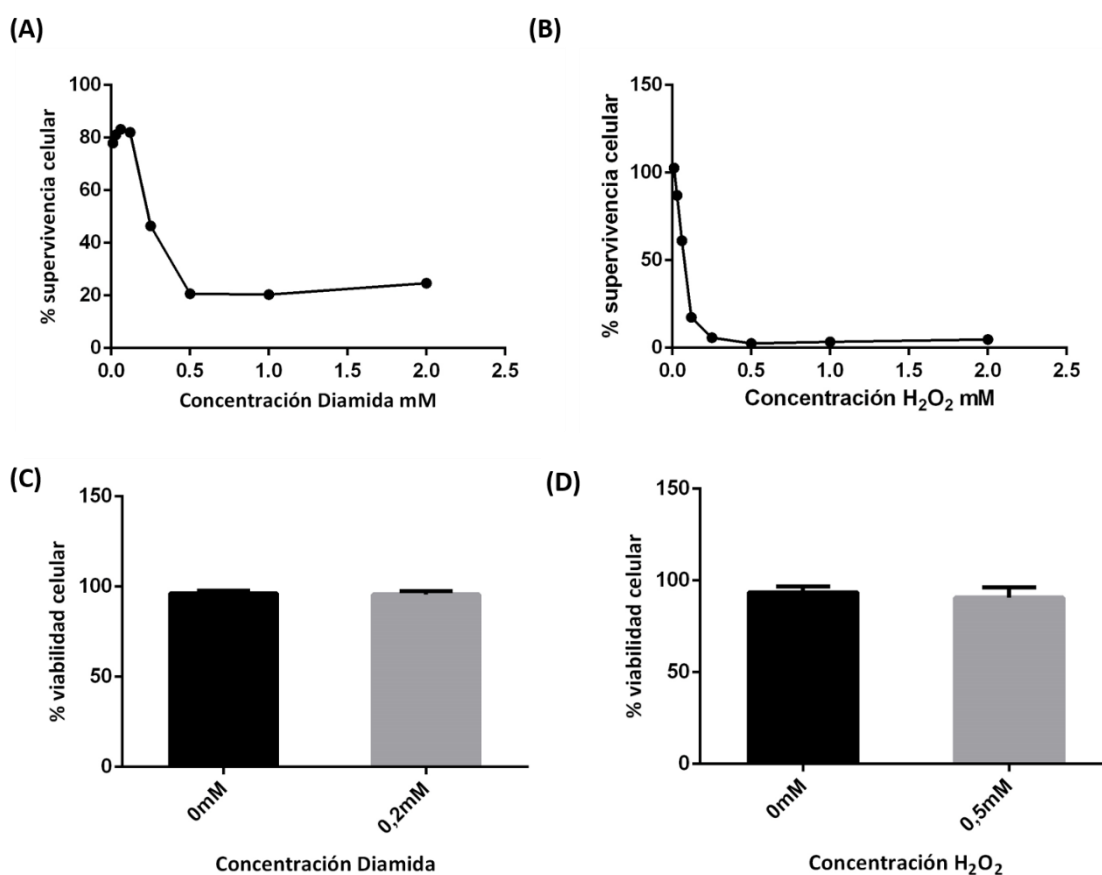 (A)
100
80
60
40
20
0
% supervivencia celular
0.0 0.5 1.0 1.5 2.0 2.5
Concentración Diamida mM
(B)
150
100
50
0
% supervivencia celular
0.0 0.5 1.0 1.5 2.0 2.5
Concentración H₂O₂ mM
(C)
150
100
50
0
% viabilidad celular
0mM 0,2mM
Concentración Diamida
(D)
150
100
50
0
% viabilidad celular
0mM 0,5mM
Concentración H₂O₂